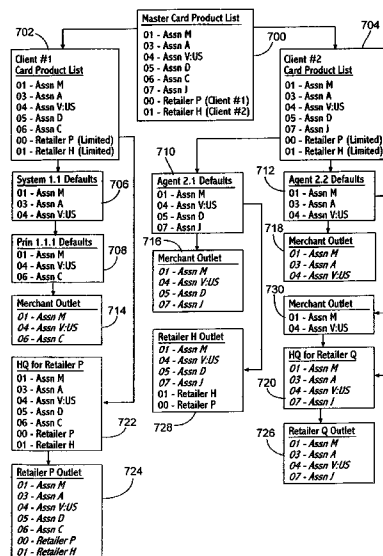 Master Card Product List
01 - Assn M
03 - Assn A
04 - Assn V:US
05 - Assn D
06 - Assn C
07 - Assn J
00 - Retailer P (Client #1)
01 - Retailer H (Client #2)
700
702
Client #1
Card Product List
01 - Assn M
03 - Assn A
04 - Assn V:US
05 - Assn D
06 - Assn C
00 - Retailer P (Limited)
01 - Retailer H (Limited)
704
Client #2
Card Product List
01 - Assn M
03 - Assn A
04 - Assn V:US
05 - Assn D
07 - Assn J
00 - Retailer P (Limited)
01 - Retailer H (Limited)
System 1.1 Defaults
01 - Assn M
03 - Assn A
04 - Assn V:US
706
Prin 1.1.1 Defaults
01 - Assn M
04 - Assn V:US
06 - Assn C
708
Merchant Outlet
01 - Assn M
04 - Assn V:US
06 - Assn C
714
HQ for Retailer P
01 - Assn M
03 - Assn A
04 - Assn V:US
05 - Assn D
06 - Assn C
00 - Retailer P
01 - Retailer H
722
Retailer P Outlet
01 - Assn M
03 - Assn A
04 - Assn V:US
05 - Assn D
06 - Assn C
00 - Retailer P
01 - Retailer H
724
710
Agent 2.1 Defaults
01 - Assn M
04 - Assn V:US
05 - Assn D
07 - Assn J
716
Merchant Outlet
01 - Assn M
04 - Assn V:US
05 - Assn D
07 - Assn J
Retailer H Outlet
01 - Assn M
04 - Assn V:US
05 - Assn D
07 - Assn J
01 - Retailer H
00 - Retailer P
728
712
Agent 2.2 Defaults
01 - Assn M
03 - Assn A
04 - Assn V:US
718
Merchant Outlet
01 - Assn M
03 - Assn A
04 - Assn V:US
730
Merchant Outlet
01 - Assn M
04 - Assn V:US
HQ for Retailer Q
01 - Assn M
03 - Assn A
04 - Assn V:US
07 - Assn J
720
Retailer Q Outlet
01 - Assn M
03 - Assn A
04 - Assn V:US
07 - Assn J
726